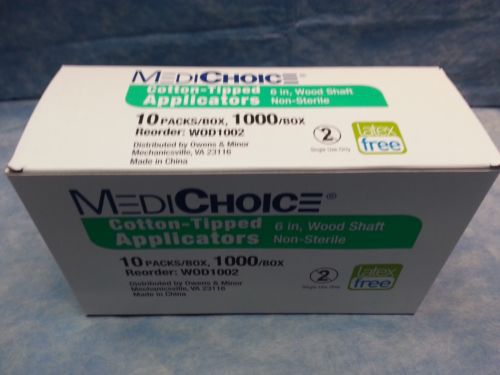 MEDICHOICE®
Cotton-Tipped Applicators
6 in, Wood Shaft
Non-Sterile
10 PACKS/BOX, 1000/BOX
Reorder: WOD1002
Distributed by Owens & Minor
Mechanicsville, VA 23116
Made in China
2
Single Use Only
latex
free
MEDICHOICE®
Cotton-Tipped
Applicators
6 in, Wood Shaft
Non-Sterile
10 PACKS/BOX, 1000/BOX
Reorder: WOD1002
Distributed by Owens & Minor
Mechanicsville, VA 23116
Made in China
2
Single Use Only
latex
free